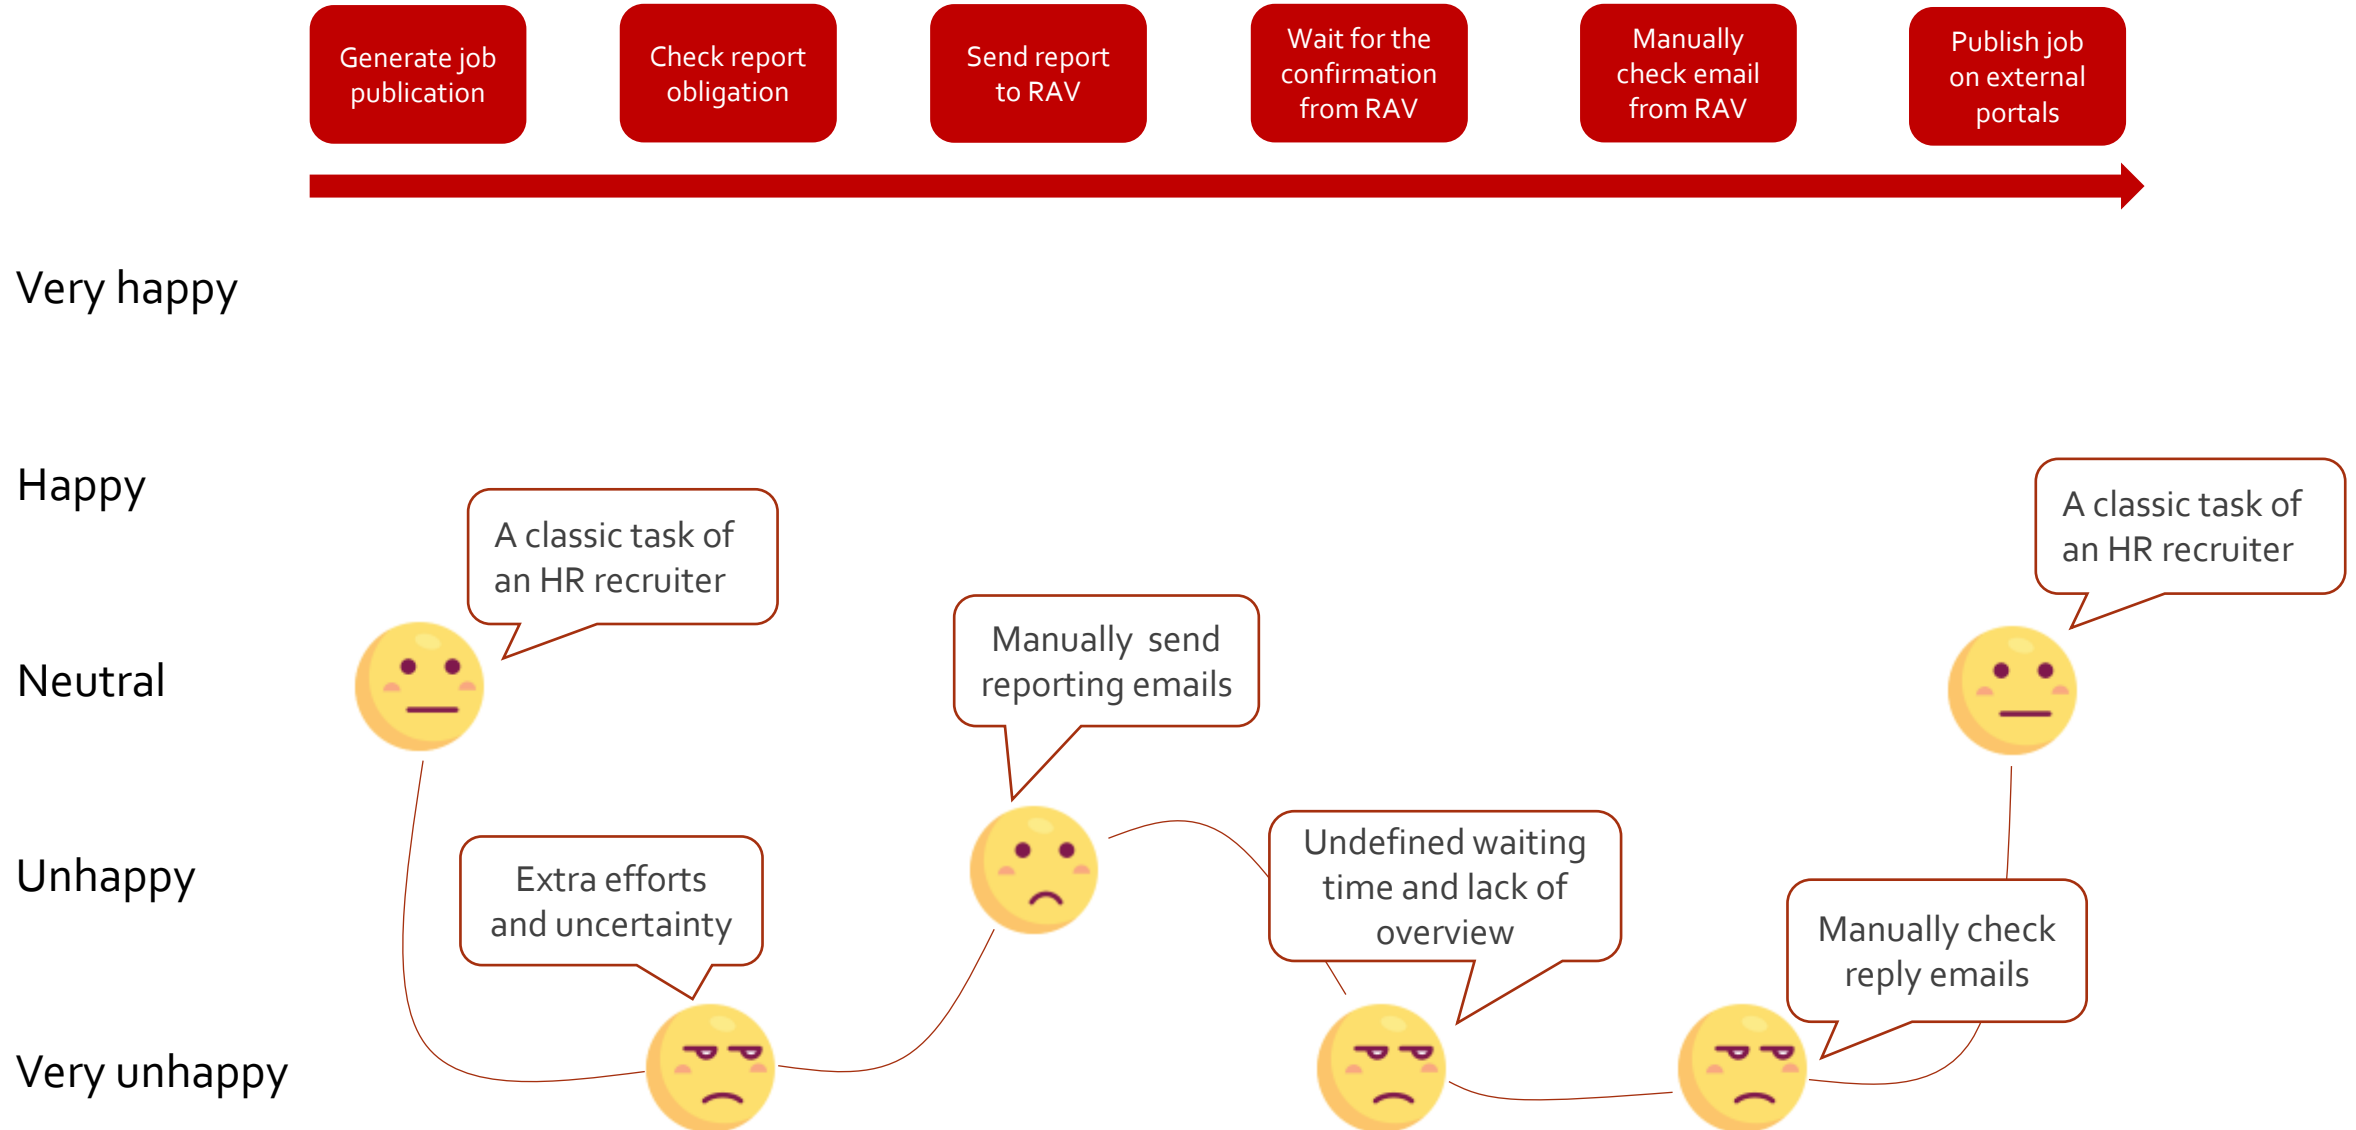 Generate job
publication
Check report
obligation
Send report
to RAV
Wait for the
confirmation
from RAV
Manually
check email
from RAV
Publish job
on external
portals
Very happy
Happy
Neutral
Unhappy
Very unhappy
A classic task of
an HR recruiter
Extra efforts
and uncertainty
Manually send
reporting emails
Undefined waiting
time and lack of
overview
Manually check
reply emails
A classic task of
an HR recruiter